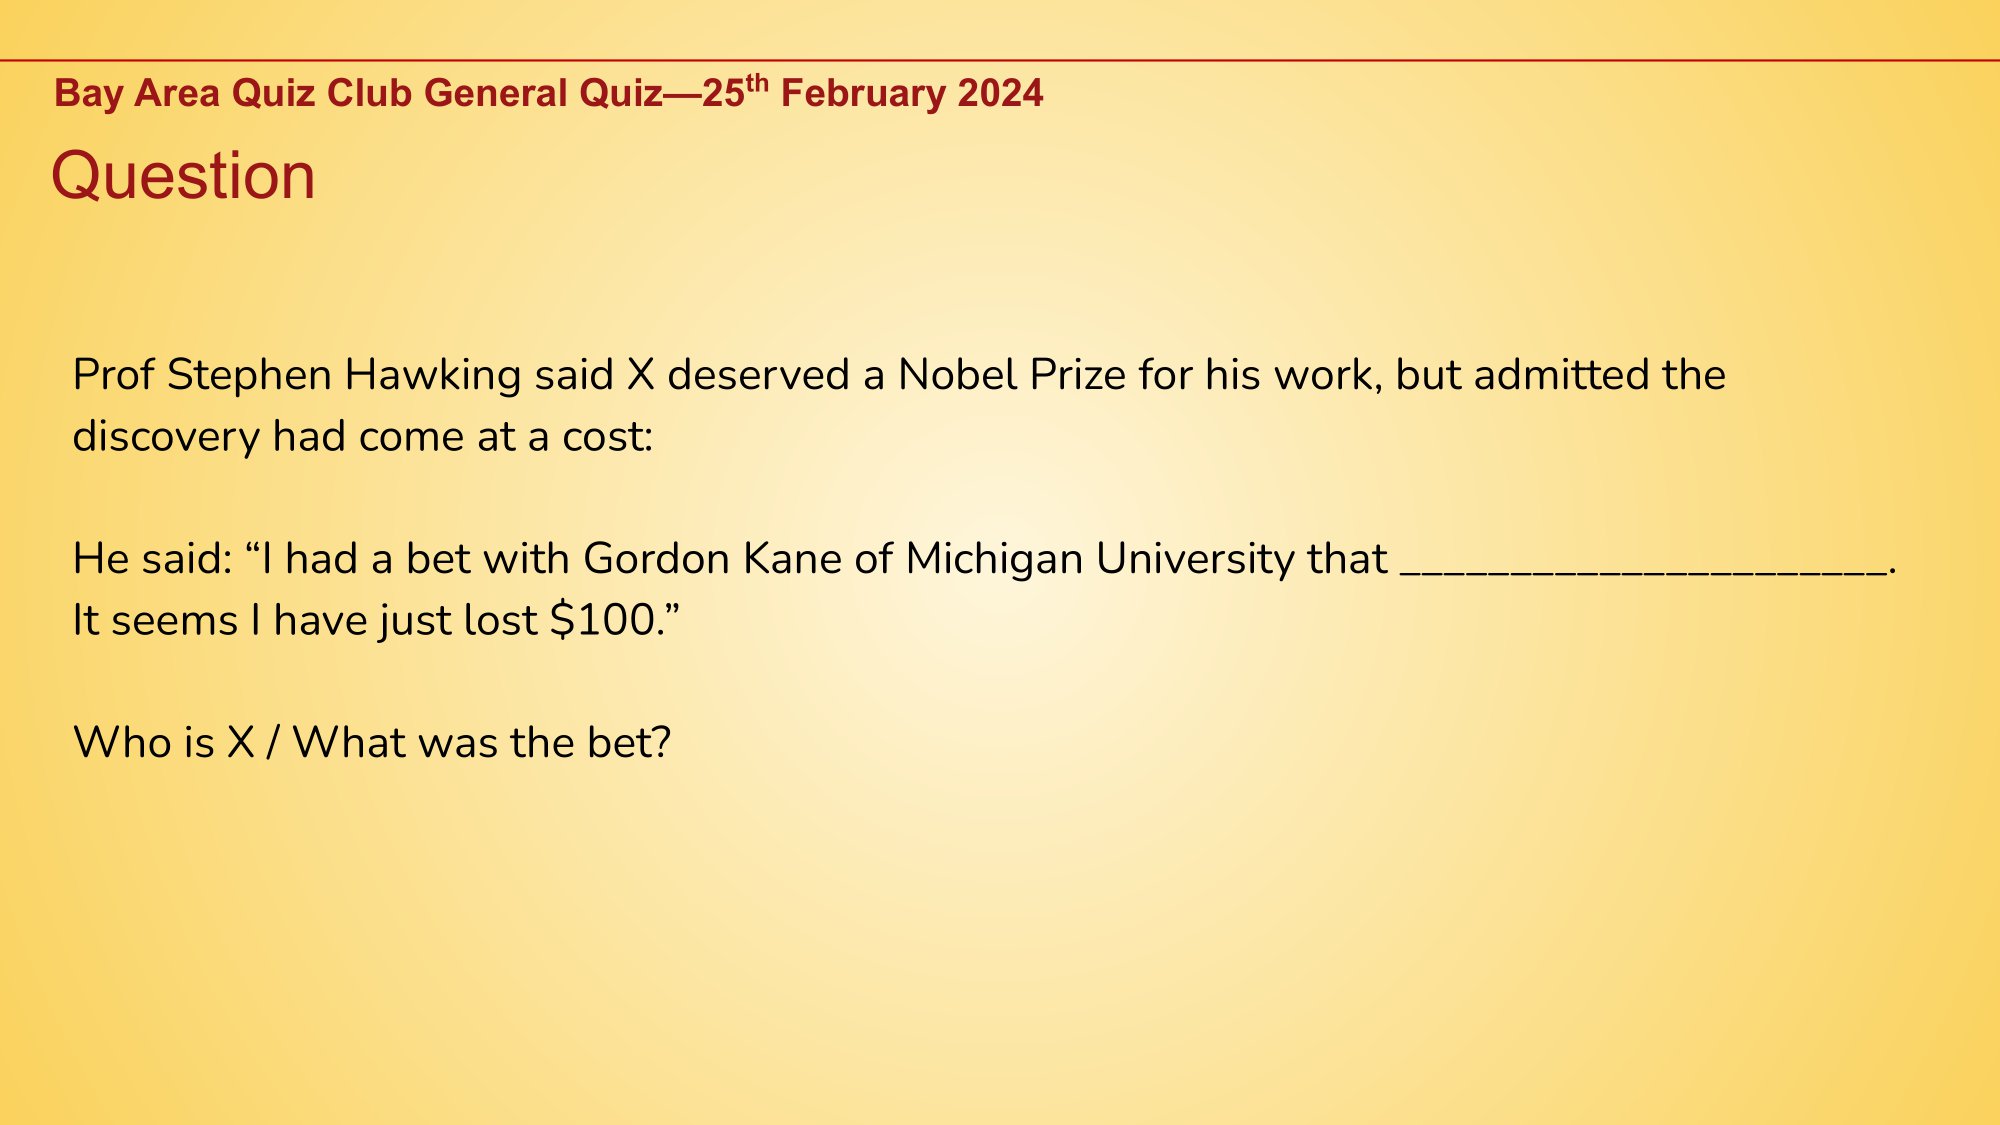 Bay Area Quiz Club General Quiz—25th February 2024
Question
Prof Stephen Hawking said X deserved a Nobel Prize for his work, but admitted the
discovery had come at a cost:
He said: “I had a bet with Gordon Kane of Michigan University that ______________________.
It seems I have just lost $100.”
Who is X / What was the bet?